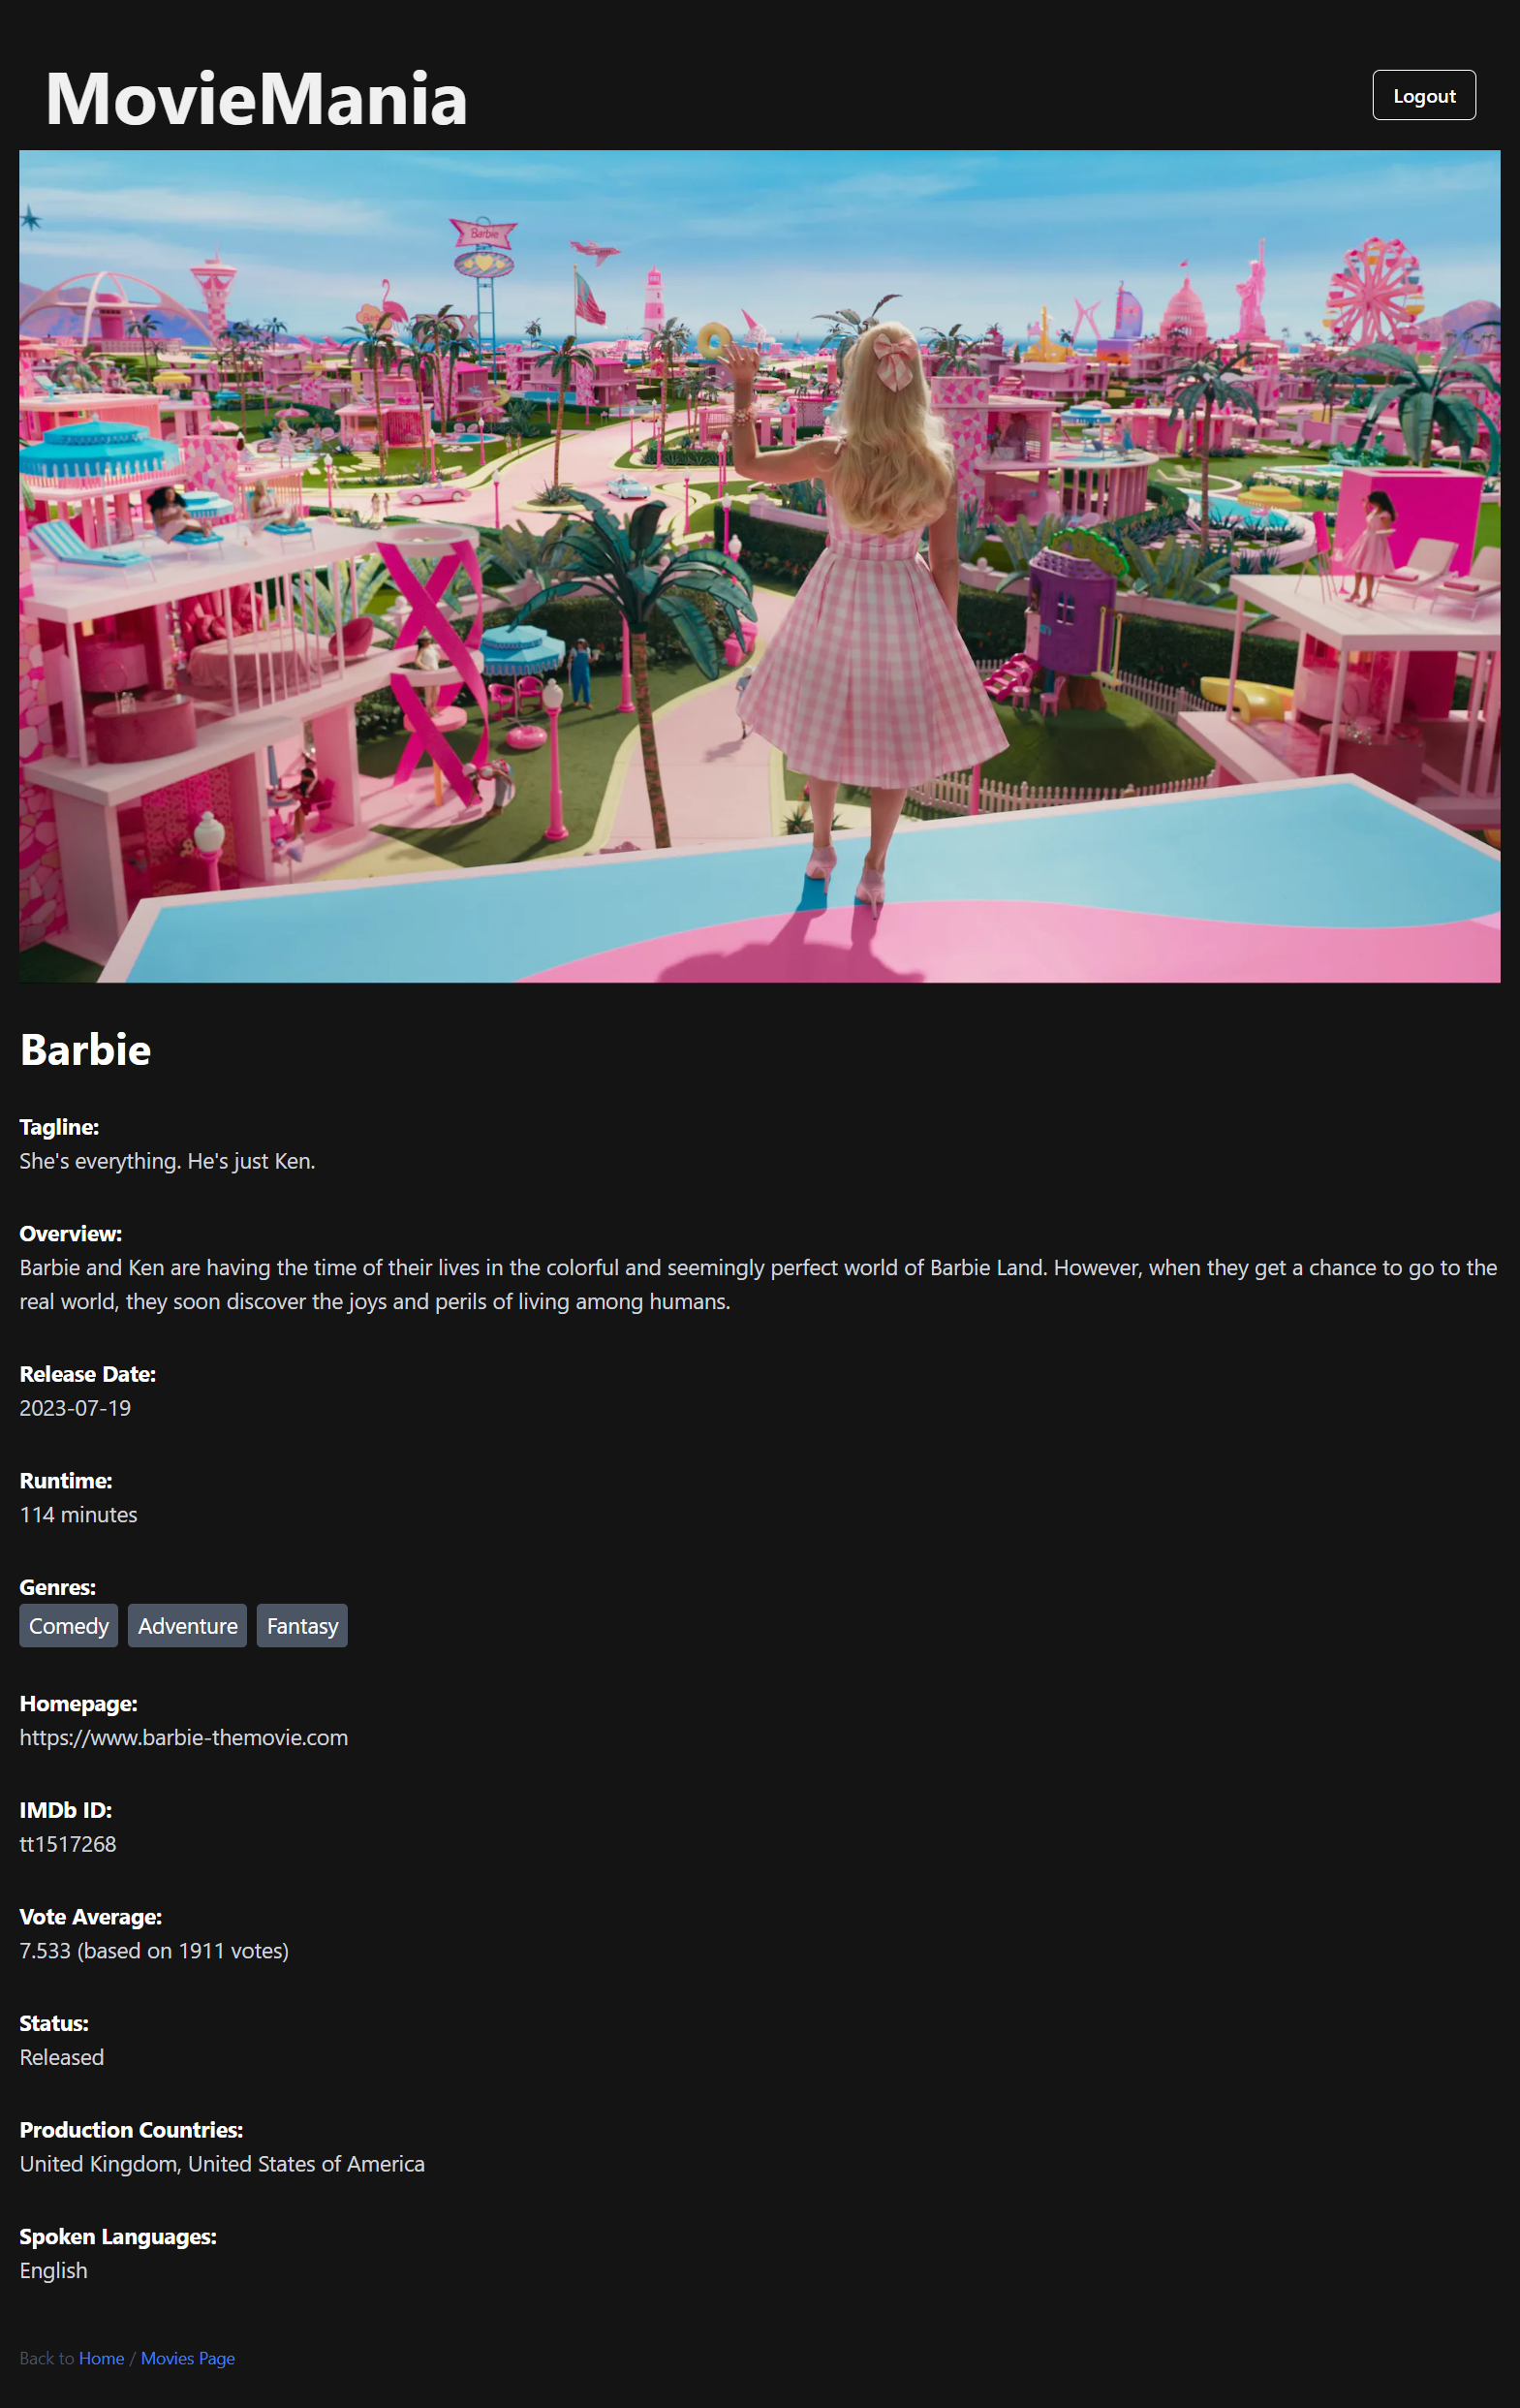 MovieMania
Logout
Barbie
Barbie
Tagline:
She's everything. He's just Ken.
Overview:
Barbie and Ken are having the time of their lives in the colorful and seemingly perfect world of Barbie Land. However, when they get a chance to go to the
real world, they soon discover the joys and perils of living among humans.
Release Date:
2023-07-19
Runtime:
114 minutes
Genres:
Comedy Adventure Fantasy
Homepage:
https://www.barbie-themovie.com
IMDb ID:
tt1517268
Vote Average:
7.533 (based on 1911 votes)
Status:
Released
Production Countries:
United Kingdom, United States of America
Spoken Languages:
English
Back to Home / Movies Page